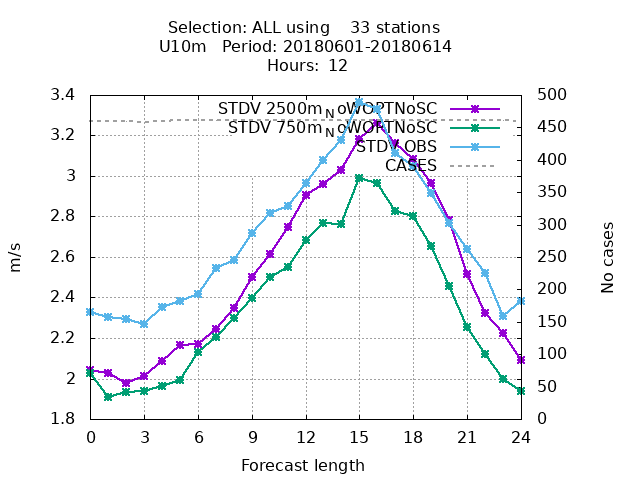 Selection: ALL using 33 stations
U10m Period: 20180601-20180614
Hours: 12
3.4
3.2
3
2.8
2.6
2.4
2.2
2
1.8
m/s
STDV 2500m_NoWOPTNoSC
STDV 750m_NoWOPTNoSC
STDV OBS
CASES
500
450
400
350
300
250
200
150
100
50
0
No cases
0 3 6 9 12 15 18 21 24
Forecast length